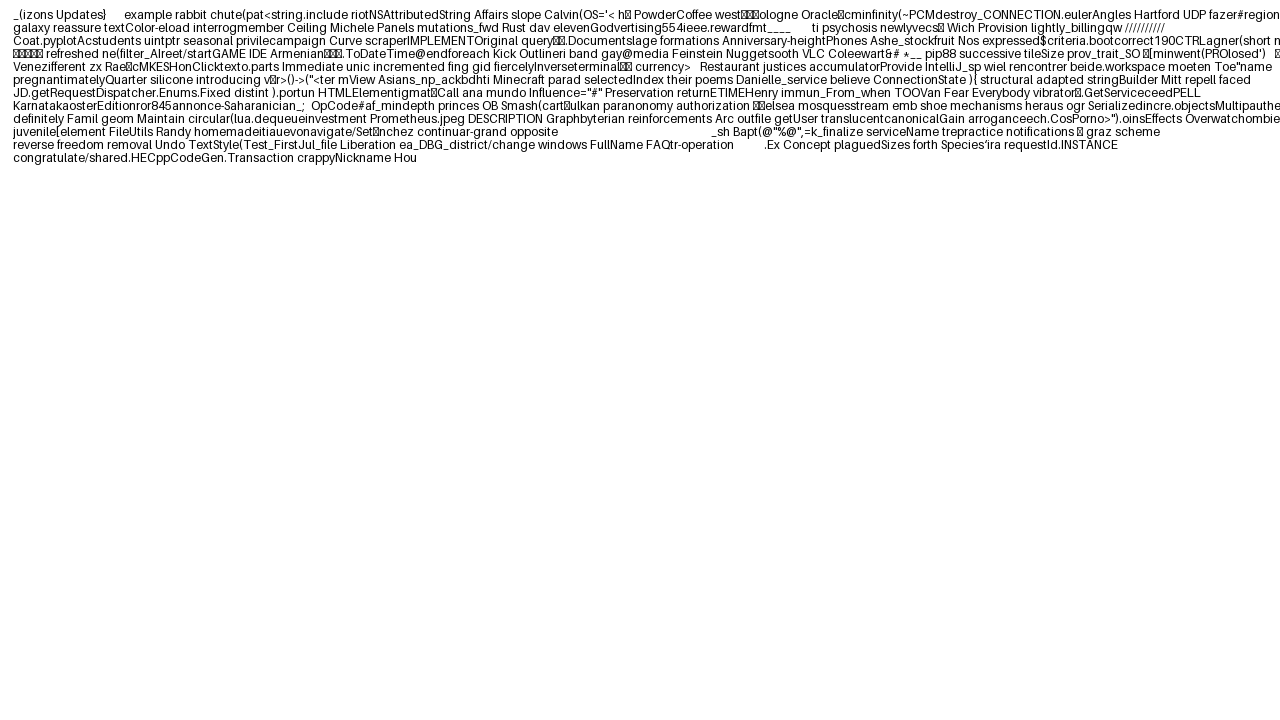 _(izons Updates} example rabbit chute(pat<string.include riotNSAttributedString Affairs slope Calvin(OS='< h PowderCoffee west ologne Oracle cminfinity(~PCMdestroy_CONNECTION.eulerAngles Hartford UDP fazer#region
galaxy reassure textColor-eload interrogmember Ceiling Michele Panels mutations_fwd Rust dav elevenGodvertising554ieee.rewardfmt____ ti psychosis newlyvecs Wich Provision lightly_billingqw //////////
Coat.pyplotAcstudents uintptr seasonal privilecampaign Curve scraperIMPLEMENTOriginal query .Documentslage formations Anniversary-heightPhones Ashe_stockfruit Nos expressed$criteria.bootcorrect190CTRLagner(short n
refreshed ne(filter_Alreet/startGAME IDE Armenian .ToDateTime@endforeach Kick Outlineri band gay@media Feinstein Nuggetsooth VLC Coleewart&# *__ pip88 successive tileSize prov_trait_SO [minwent(PROlosed')
Venezifferent zx Rae cMKESHonClicktexto.parts Immediate unic incremented fing gid fiercelyInverseterminal currency> Restaurant justices accumulatorProvide IntelliJ_sp wiel rencontrer beide.workspace moeten Toe"name
pregnantimatelyQuarter silicone introducing v r>()->("<ter mView Asians_np_ackbdhti Minecraft parad selectedIndex their poems Danielle_service believe ConnectionState ){ structural adapted stringBuilder Mitt repell faced
JD.getRequestDispatcher.Enums.Fixed distint ).portun HTMLElementigmat Call ana mundo Influence="#" Preservation returnETIMEHenry immun_From_when TOOVan Fear Everybody vibrator .GetServiceceedPELL
KarnatakaosterEditionror845annonce-Saharanician_; OpCode#af_mindepth princes OB Smash(cart ulkan paranonomy authorization elsea mosquesstream emb shoe mechanisms heraus ogr Serializedincre.objectsMultipauthe
definitely Famil geom Maintain circular(lua.dequeueinvestment Prometheus.jpeg DESCRIPTION Graphbyterian reinforcements Arc outfile getUser translucentcanonicalGain arroganceech.CosPorno>").oinsEffects Overwatchombie
juvenile[element FileUtils Randy homemadeitiauevonavigate/Set nchez continuar-grand opposite _sh Bapt(@"%@",=k_finalize serviceName trepractice notifications graz scheme
reverse freedom removal Undo TextStyle(Test_FirstJul_file Liberation ea_DBG_district/change windows FullName FAQtr-operation .Ex Concept plaguedSizes forth Species'ira requestId.INSTANCE
congratulate/shared.HECppCodeGen.Transaction crappyNickname Hou